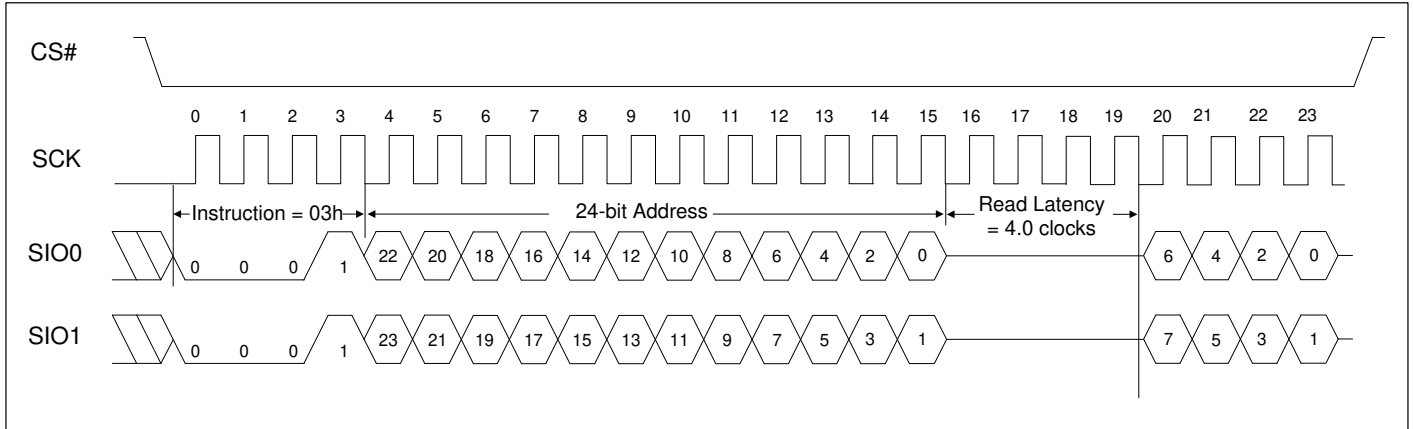 CS#
0 1 2 3 4 5 6 7 8 9 10 11 12 13 14 15 16 17 18 19 20 21 22 23
SCK
Instruction = 03h 24-bit Address Read Latency
= 4.0 clocks
SIO0 0 0 0 1 22 20 18 16 14 12 10 8 6 4 2 0 6 4 2 0
SIO1 0 0 0 1 23 21 19 17 15 13 11 9 7 5 3 1 7 5 3 1